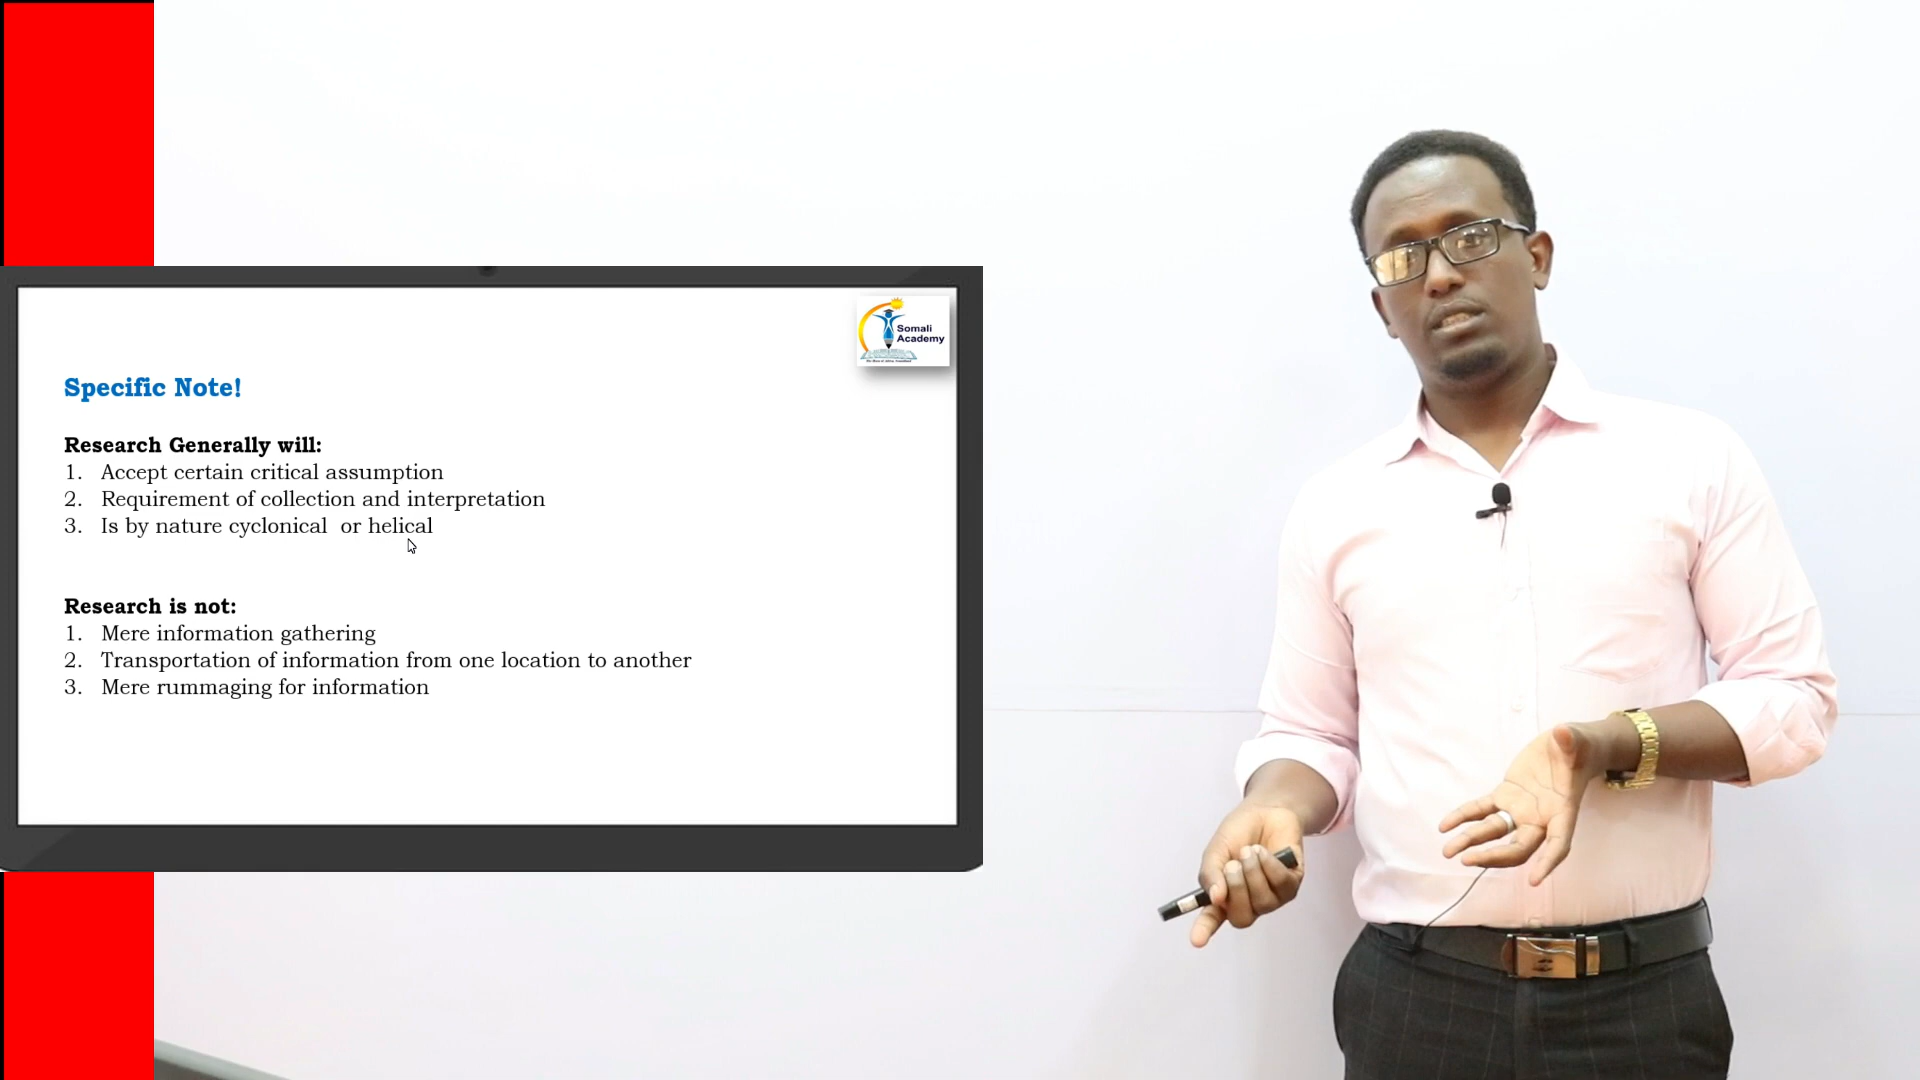 Somali
Academy
Specific Note!
Research Generally will:
1. Accept certain critical assumption
2. Requirement of collection and interpretation
3. Is by nature cyclonical or helical
Research is not:
1. Mere information gathering
2. Transportation of information from one location to another
3. Mere rummaging for information